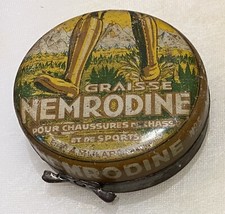 GRAISSE
NEMRODINE
POUR CHAUSSURES DE CHASSE
ET DE SPORTS
NEMRODINE